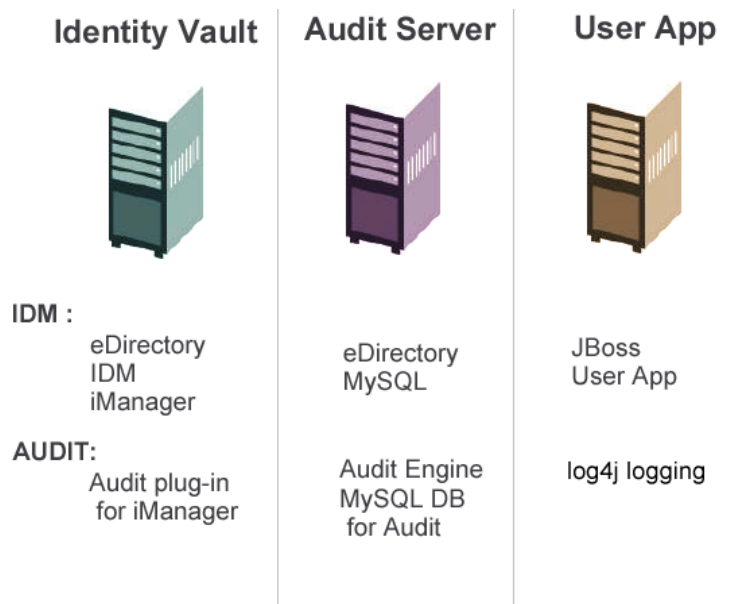 Identity Vault
Audit Server
User App
IDM :
eDirectory
IDM
iManager
eDirectory
MySQL
JBoss
User App
AUDIT:
Audit plug-in
for iManager
Audit Engine
MySQL DB
for Audit
log4j logging